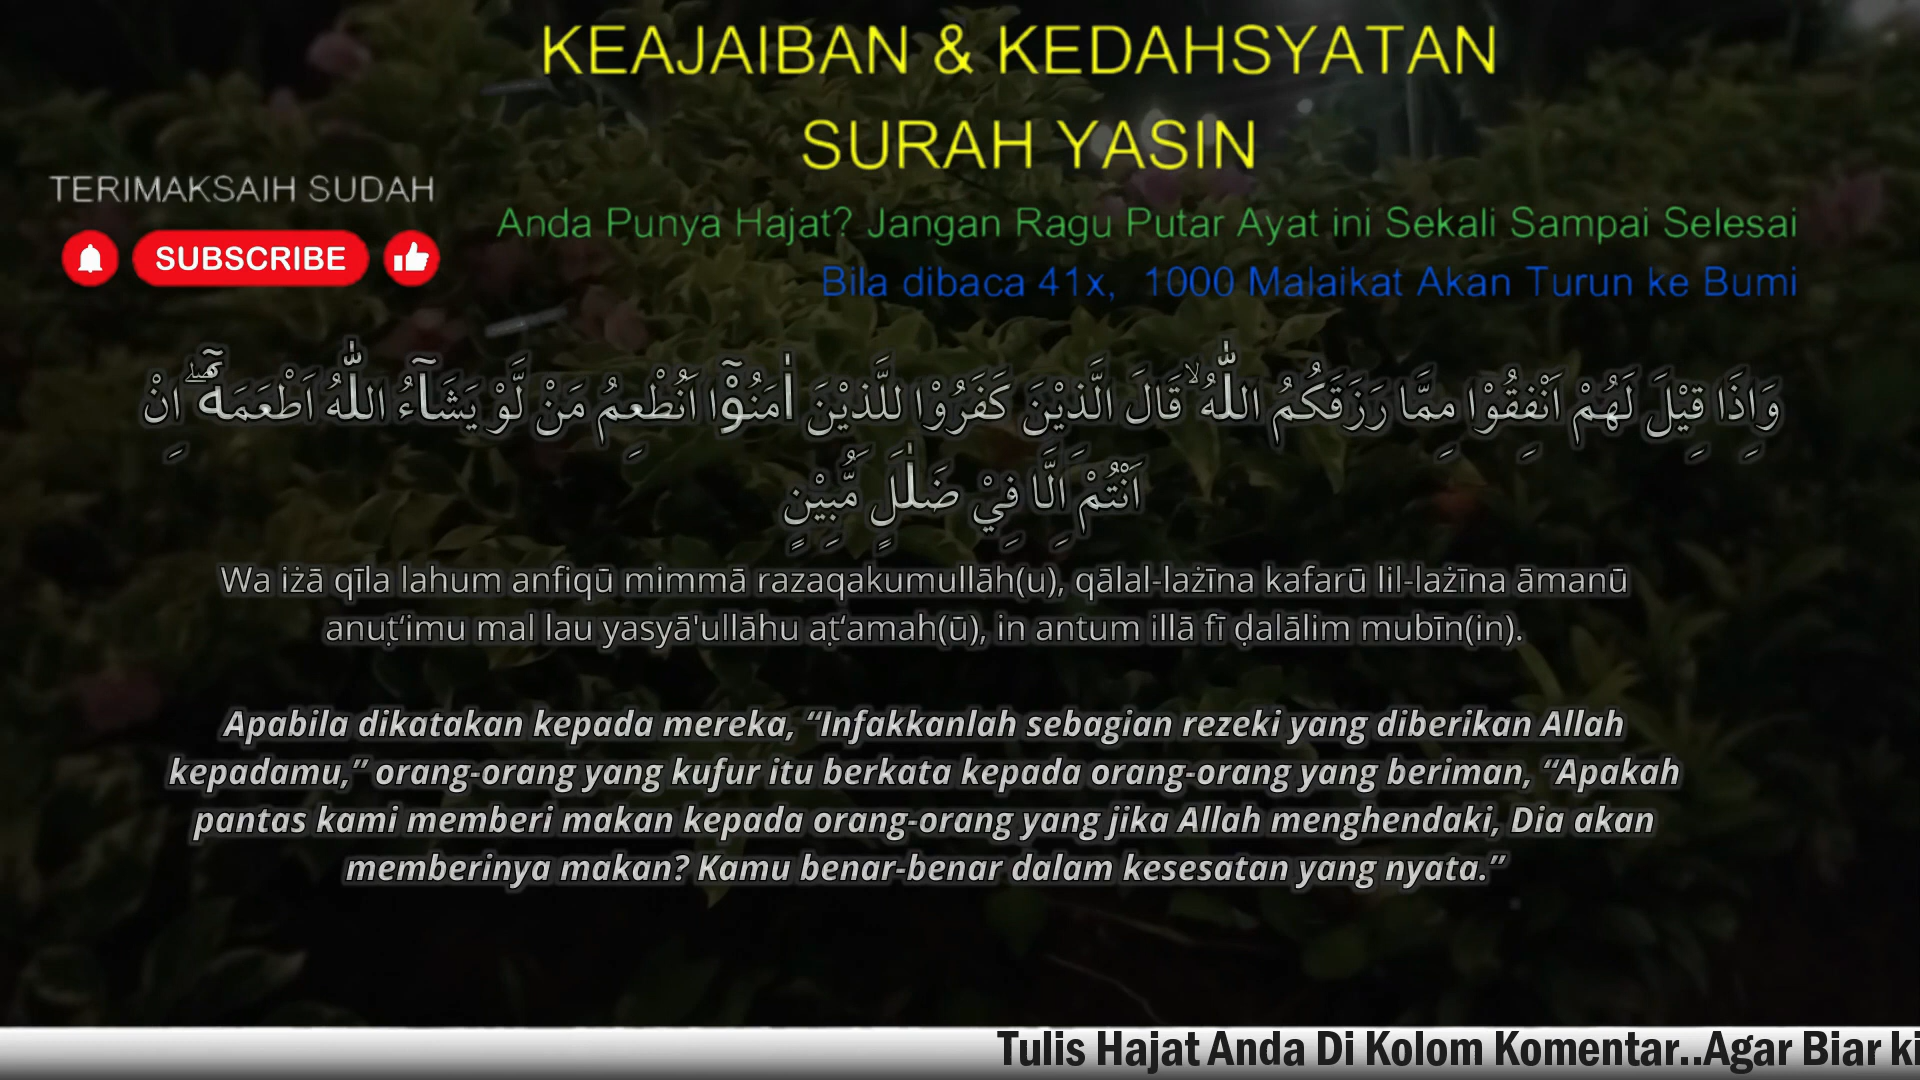 KEAJAIBAN & KEDAHSYATAN
SURAH YASIN
TERIMAKSAIH SUDAH
SUBSCRIBE
Anda Punya Hajat? Jangan Ragu Putar Ayat ini Sekali Sampai Selesai
Bila dibaca 41x, 1000 Malaikat Akan Turun ke Bumi
وَاِذَا قِيْلَ لَهُمْ اَنْفِقُوْا مِمَّا رَزَقَكُمُ اللّٰهُ ۙقَالَ الَّذِيْنَ كَفَرُوْا لِلَّذِيْنَ اٰمَنُوْٓا اَنُطْعِمُ مَنْ لَّوْ يَشَاۤءُ اللّٰهُ اَطْعَمَهٗٓ ۖاِنْ
اَنْتُمْ اِلَّا فِيْ ضَلٰلٍ مُّبِيْنٍ
Wa iżā qīla lahum anfiqū mimmā razaqakumullāh(u), qālal-lażīna kafarū lil-lażīna āmanū
anuṭ‘imu mal lau yasyā'ullāhu aṭ‘amah(ū), in antum illā fī ḍalālim mubīn(in).
Apabila dikatakan kepada mereka, “Infakkanlah sebagian rezeki yang diberikan Allah
kepadamu,” orang-orang yang kufur itu berkata kepada orang-orang yang beriman, “Apakah
pantas kami memberi makan kepada orang-orang yang jika Allah menghendaki, Dia akan
memberinya makan? Kamu benar-benar dalam kesesatan yang nyata.”
Tulis Hajat Anda Di Kolom Komentar..Agar Biar ki